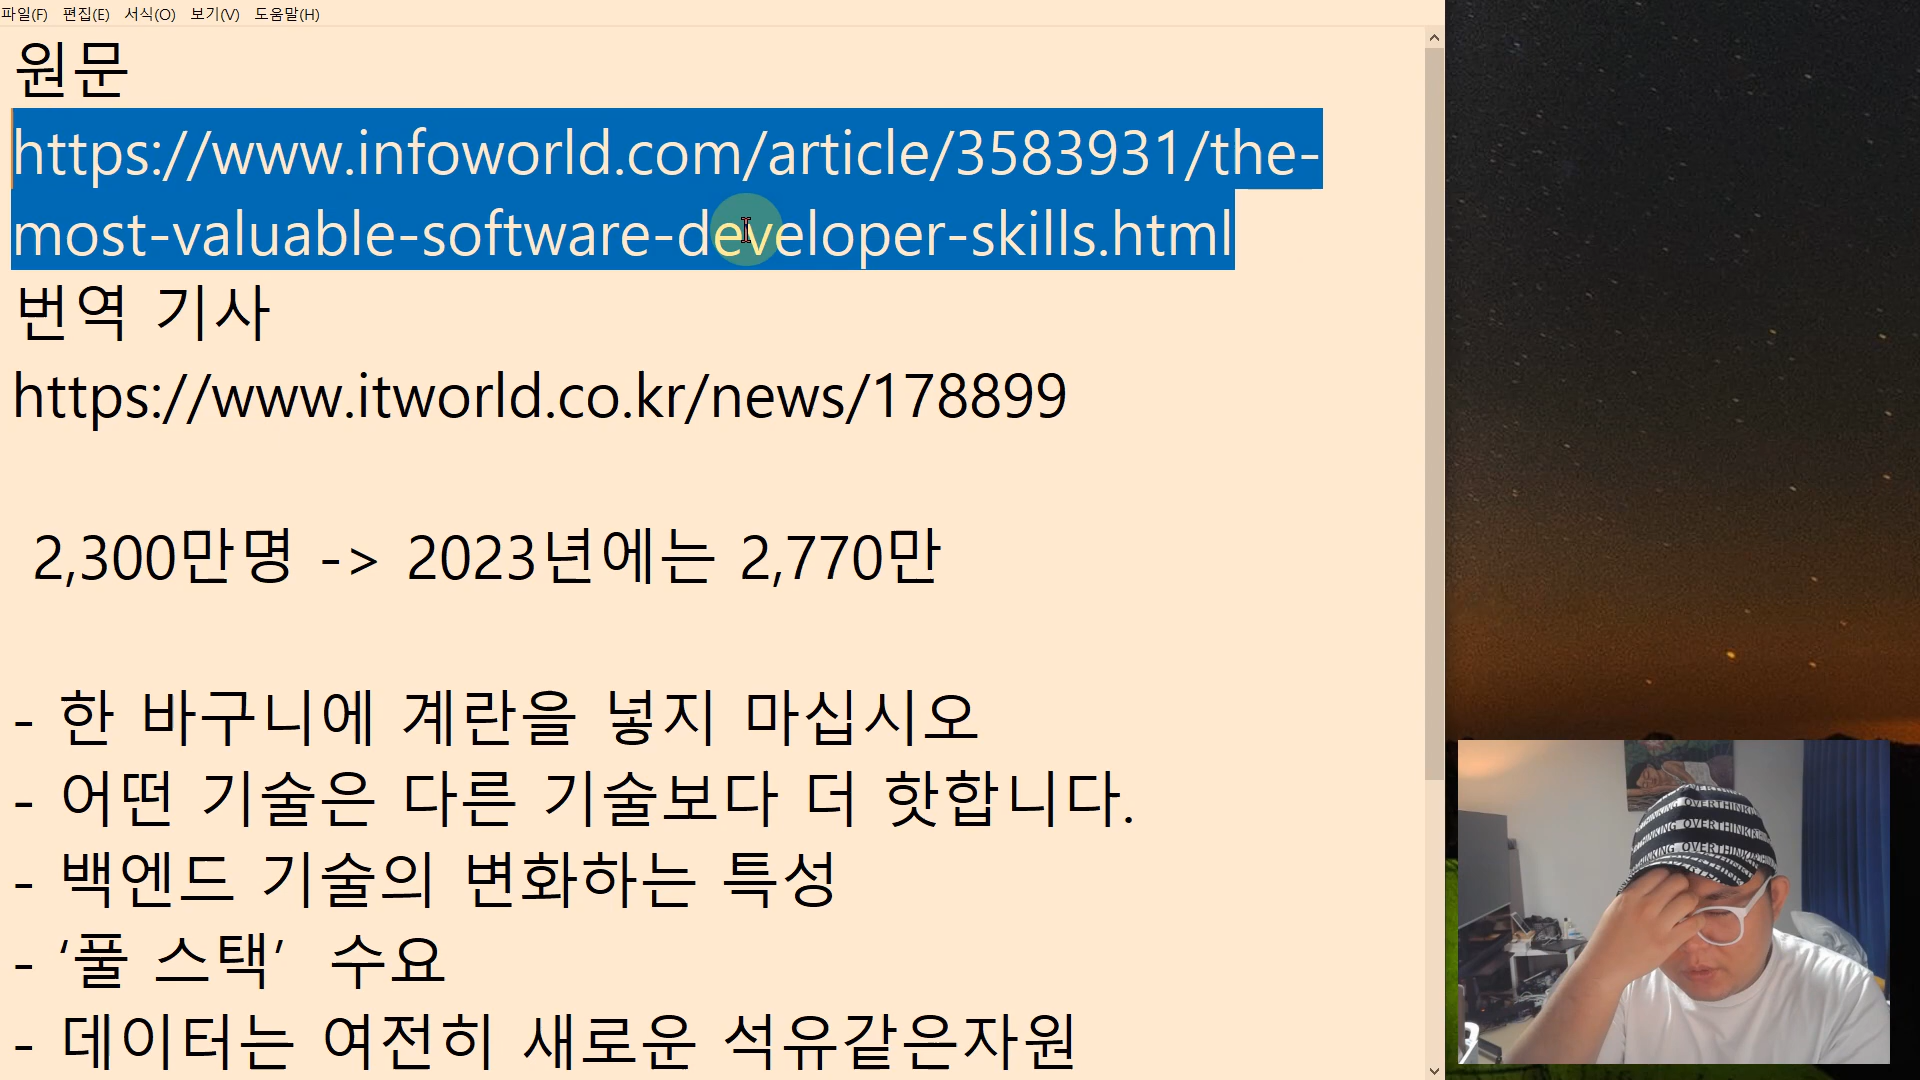 파일(F) 편집(E) 서식(O) 보기(V) 도움말(H)
원문
https://www.infoworld.com/article/3583931/the-
most-valuable-software-developer-skills.html
번역 기사
https://www.itworld.co.kr/news/178899
2,300만명 -> 2023년에는 2,770만
- 한 바구니에 계란을 넣지 마십시오
- 어떤 기술은 다른 기술보다 더 핫합니다.
- 백엔드 기술의 변화하는 특성
- ‘풀 스택’ 수요
- 데이터는 여전히 새로운 석유같은자원
OVERTHINKING